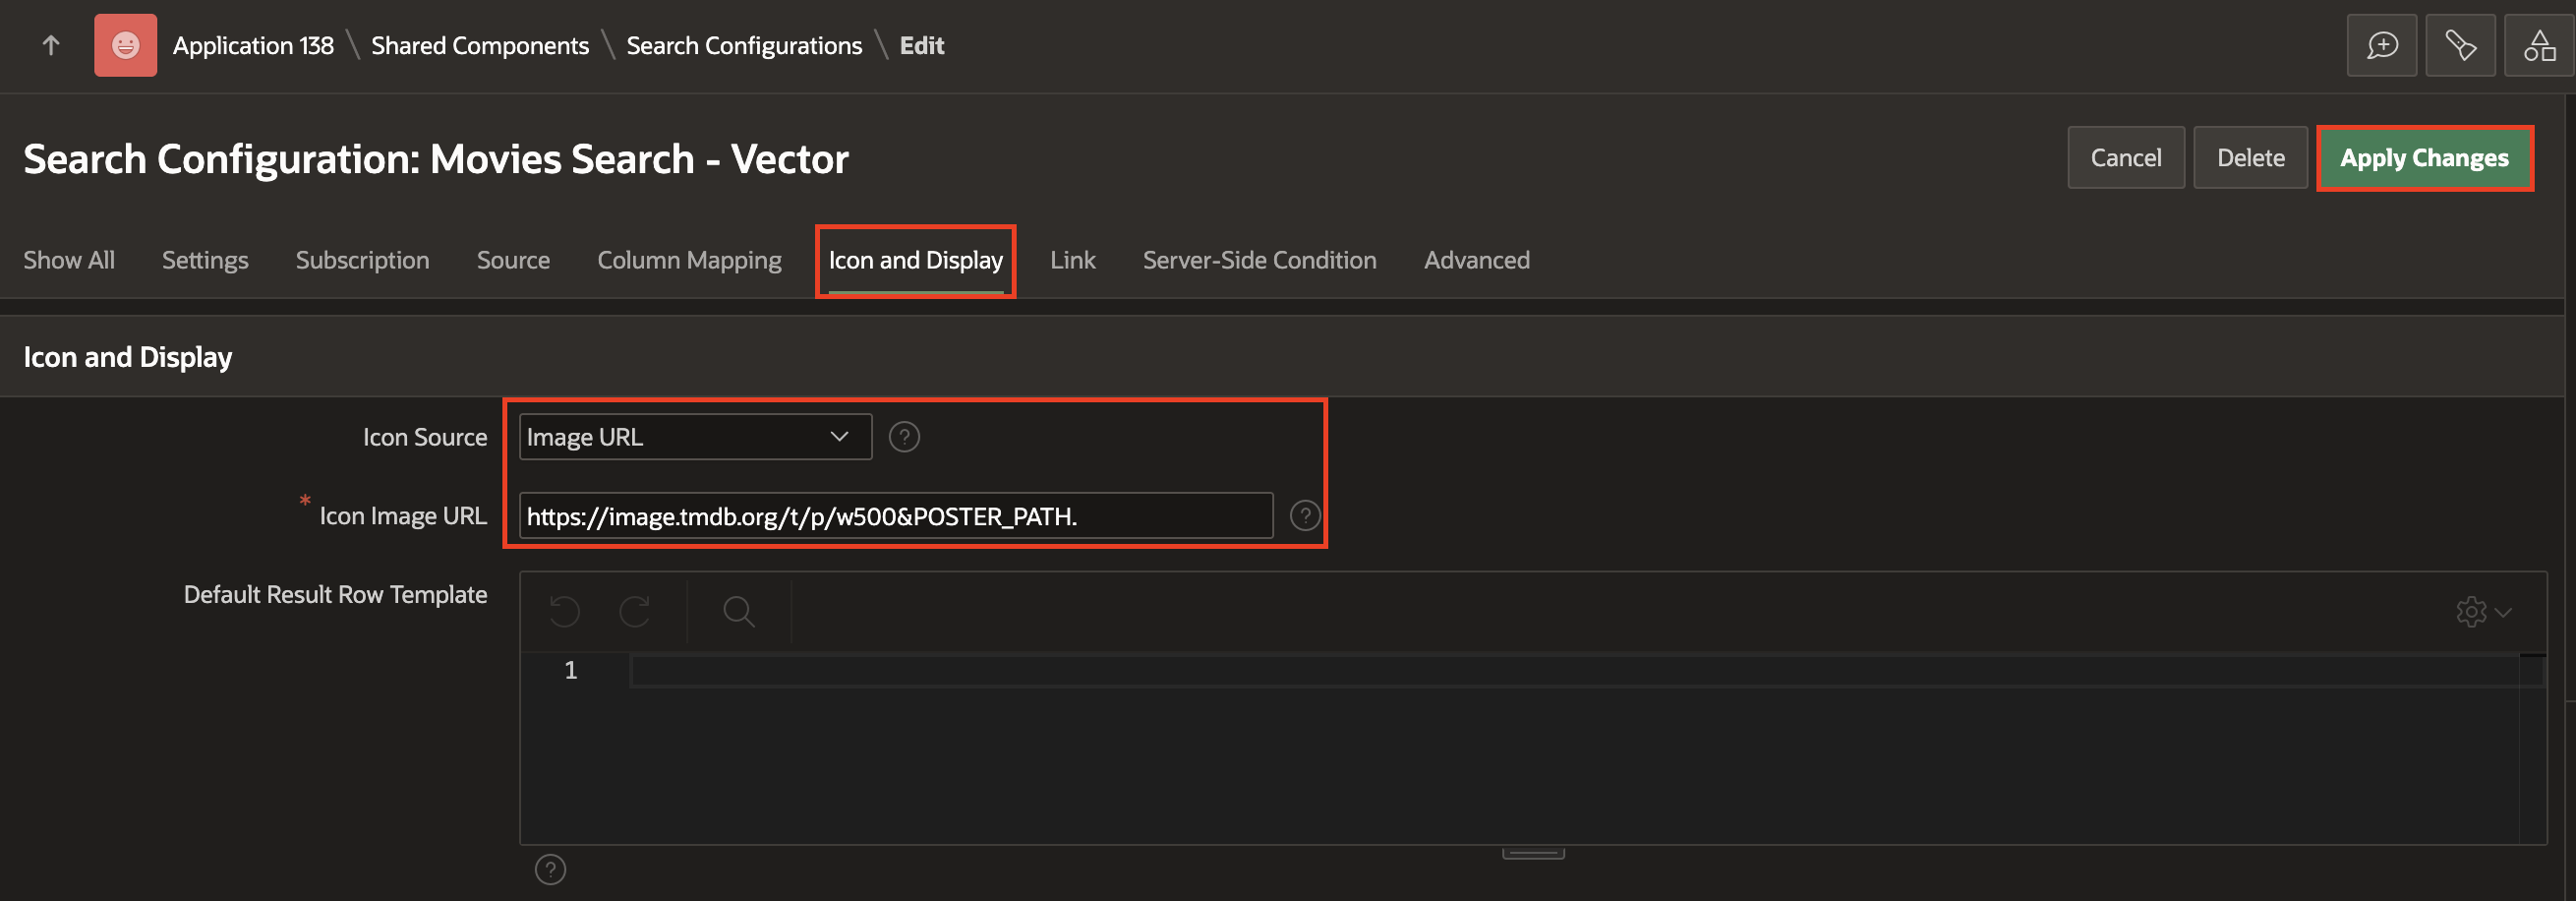 Application 138 \ Shared Components \ Search Configurations \ Edit
Search Configuration: Movies Search - Vector
Cancel Delete Apply Changes
Show All Settings Subscription Source Column Mapping Icon and Display Link Server-Side Condition Advanced
Icon and Display
Icon Source Image URL ?
* Icon Image URL https://image.tmdb.org/t/p/w500&POSTER_PATH. ?
Default Result Row Template
1
?